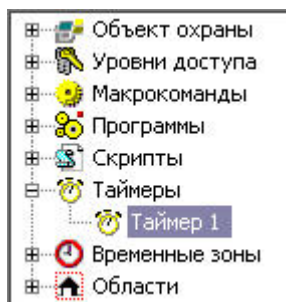 Объект охраны
Уровни доступа
Макрокоманды
Программы
Скрипты
Таймеры
Таймер 1
Временные зоны
Области